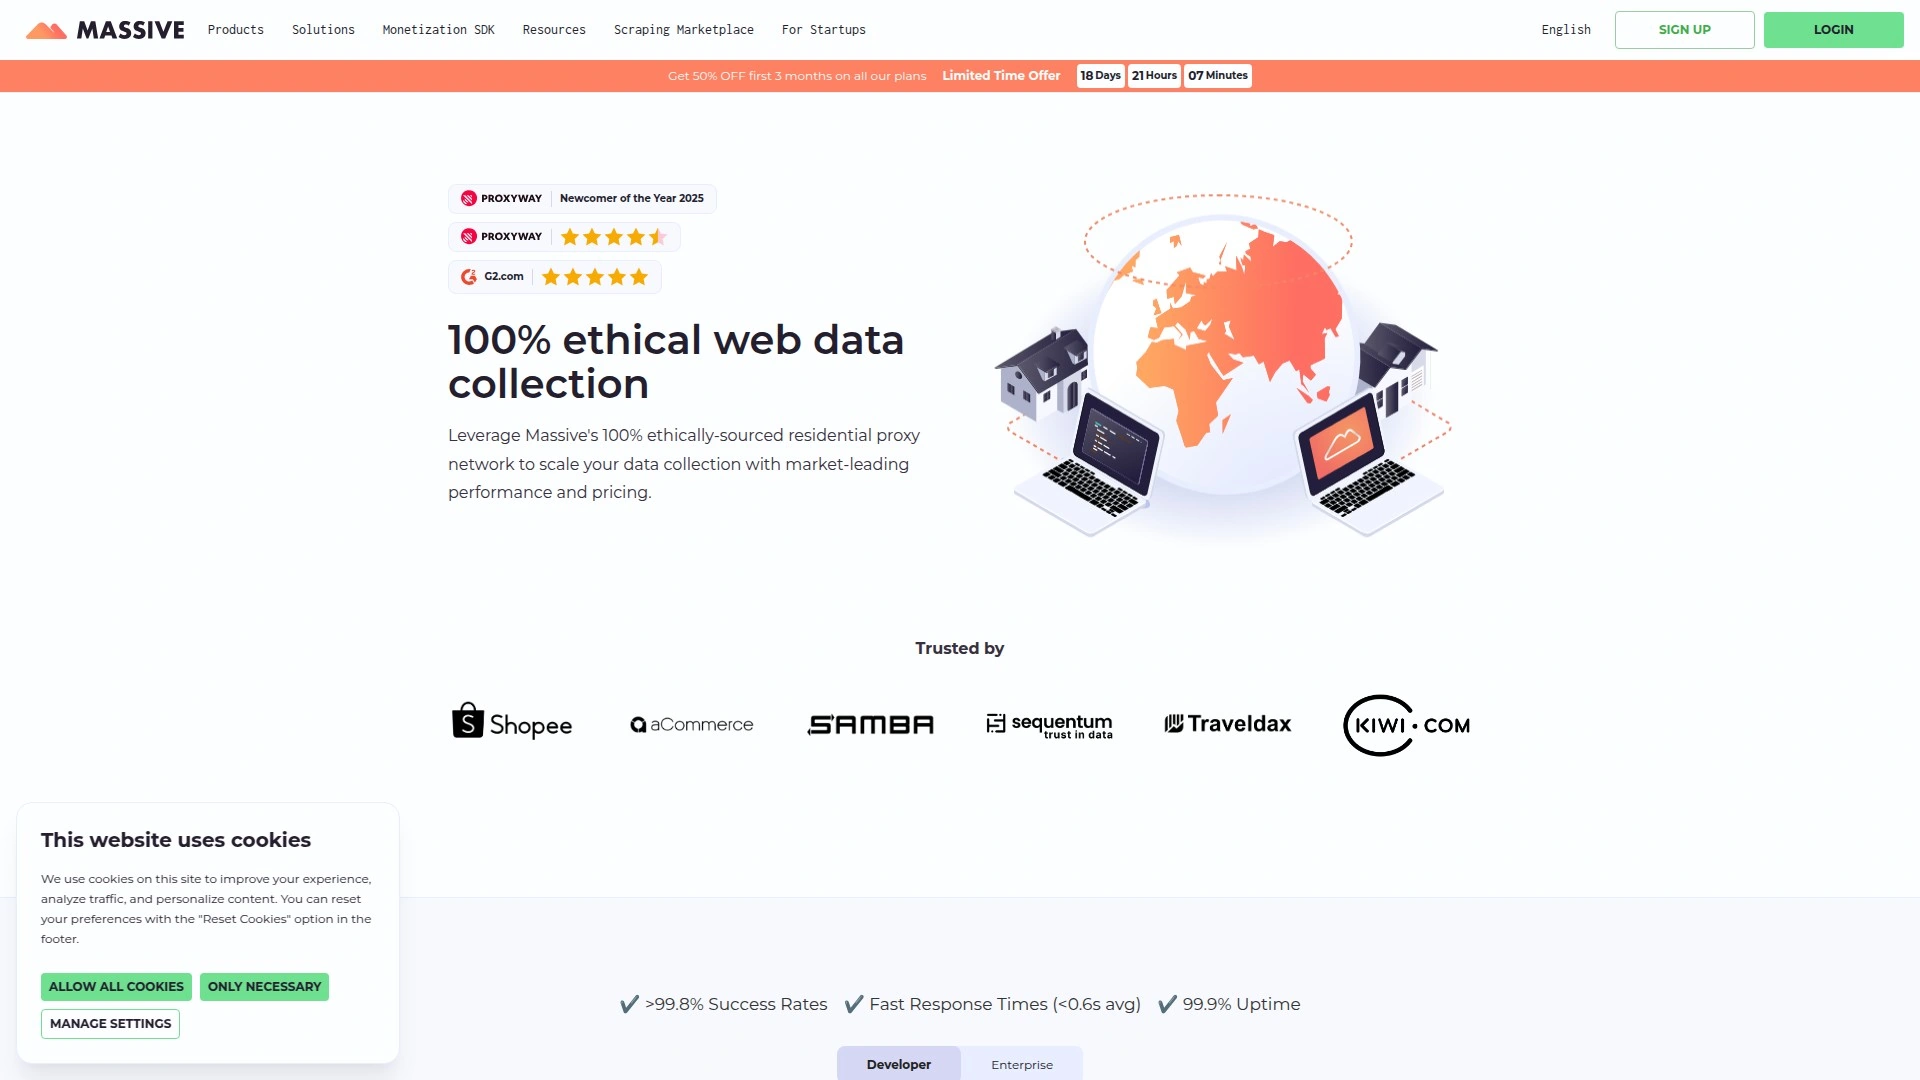 MASSIVE
Products
Solutions
Monetization SDK
Resources
Scraping Marketplace
For Startups
English
SIGN UP
LOGIN
Get 50% OFF first 3 months on all our plans
Limited Time Offer
18 Days
21 Hours
07 Minutes
PROXYWAY
Newcomer of the Year 2025
PROXYWAY
G2.com
100% ethical web data
collection
Leverage Massive's 100% ethically-sourced residential proxy
network to scale your data collection with market-leading
performance and pricing.
Trusted by
Shopee
aCommerce
SAMBA
sequentum
trust in data
Traveldax
KIWI.COM
This website uses cookies
We use cookies on this site to improve your experience,
analyze traffic, and personalize content. You can reset
your preferences with the "Reset Cookies" option in the
footer.
ALLOW ALL COOKIES
ONLY NECESSARY
MANAGE SETTINGS
✔ >99.8% Success Rates
✔ Fast Response Times (<0.6s avg)
✔ 99.9% Uptime
Developer
Enterprise